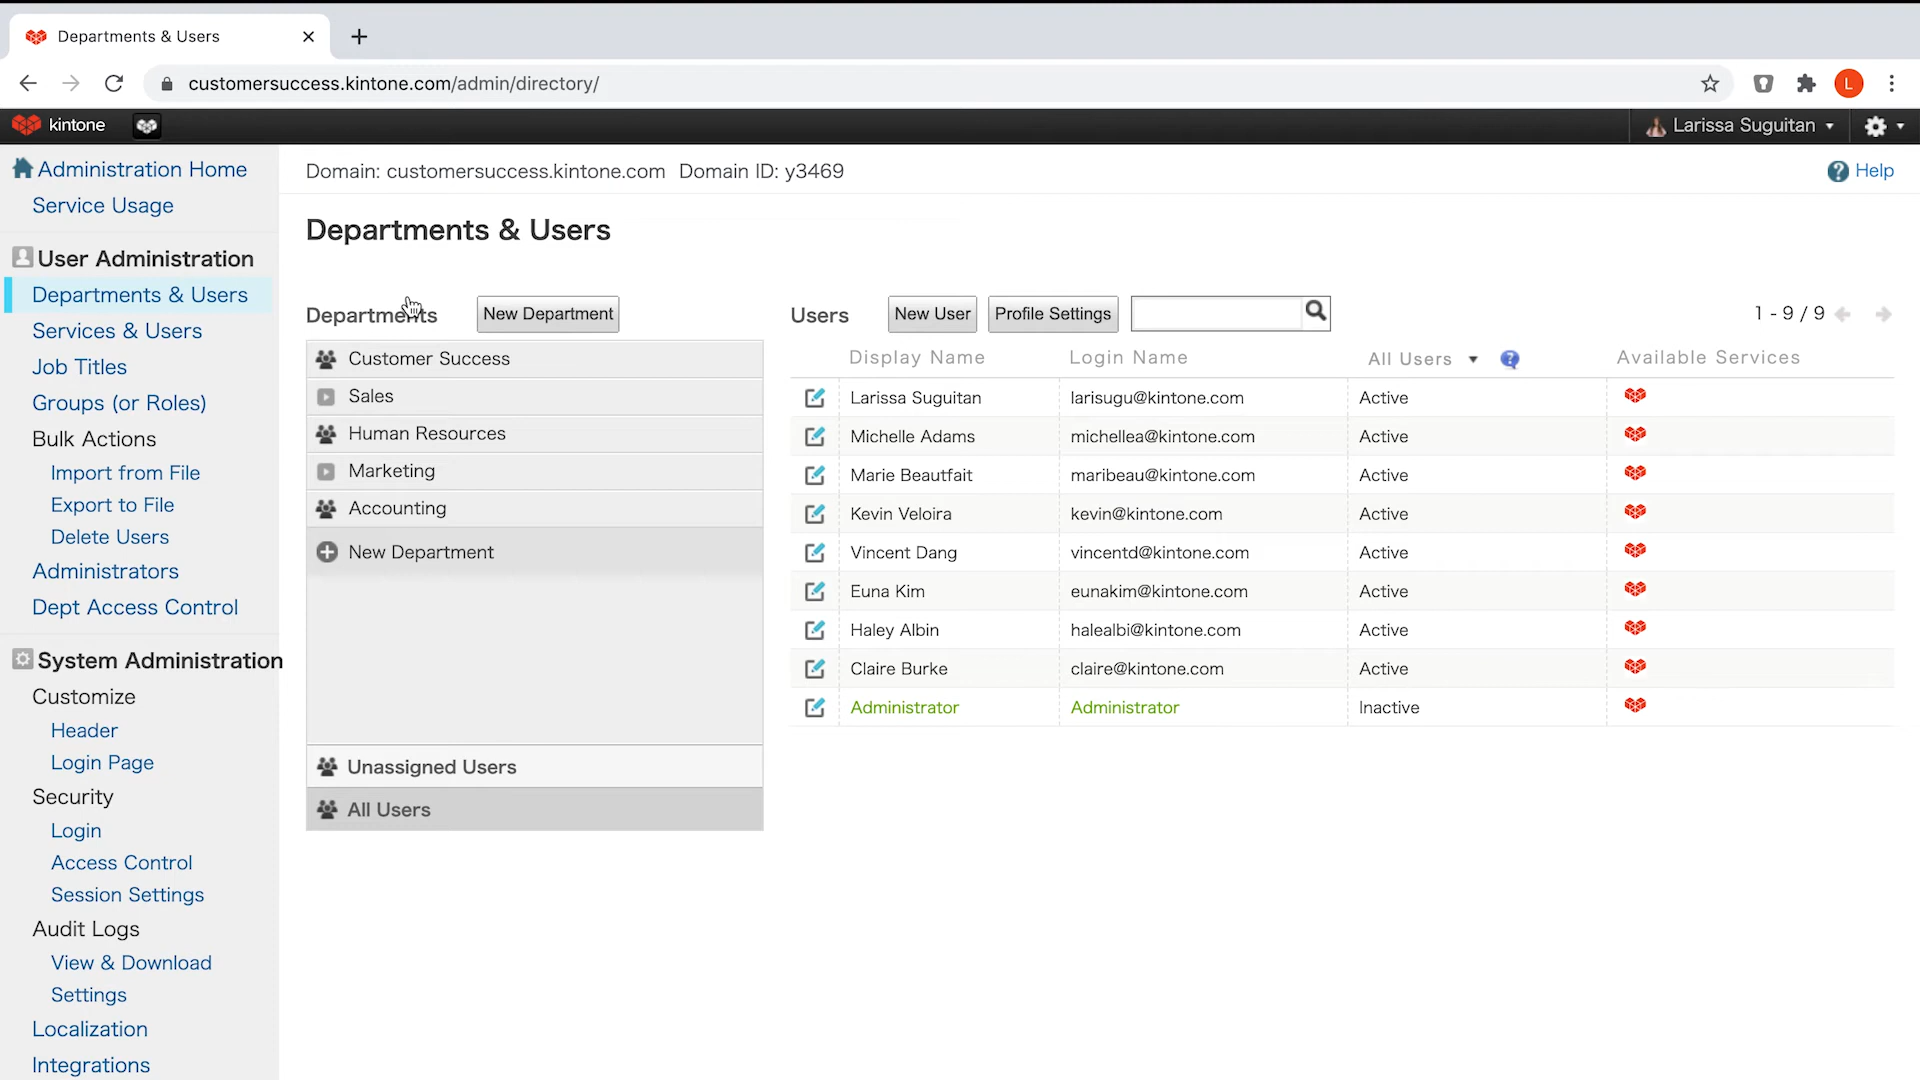 Departments & Users
customersuccess.kintone.com/admin/directory/
L
kintone
Larissa Suguitan
Administration Home
Service Usage
User Administration
Departments & Users
Services & Users
Job Titles
Groups (or Roles)
Bulk Actions
Import from File
Export to File
Delete Users
Administrators
Dept Access Control
System Administration
Customize
Header
Login Page
Security
Login
Access Control
Session Settings
Audit Logs
View & Download
Settings
Localization
Integrations
Domain: customersuccess.kintone.com Domain ID: y3469
? Help
Departments & Users
Departments
New Department
Customer Success
Sales
Human Resources
Marketing
Accounting
New Department
Unassigned Users
All Users
Users
New User
Profile Settings
1 - 9 / 9
Display Name Login Name All Users ? Available Services
Larissa Suguitan larisugu@kintone.com Active
Michelle Adams michellea@kintone.com Active
Marie Beautfait maribeau@kintone.com Active
Kevin Veloira kevin@kintone.com Active
Vincent Dang vincentd@kintone.com Active
Euna Kim eunakim@kintone.com Active
Haley Albin halealbi@kintone.com Active
Claire Burke claire@kintone.com Active
Administrator Administrator Inactive